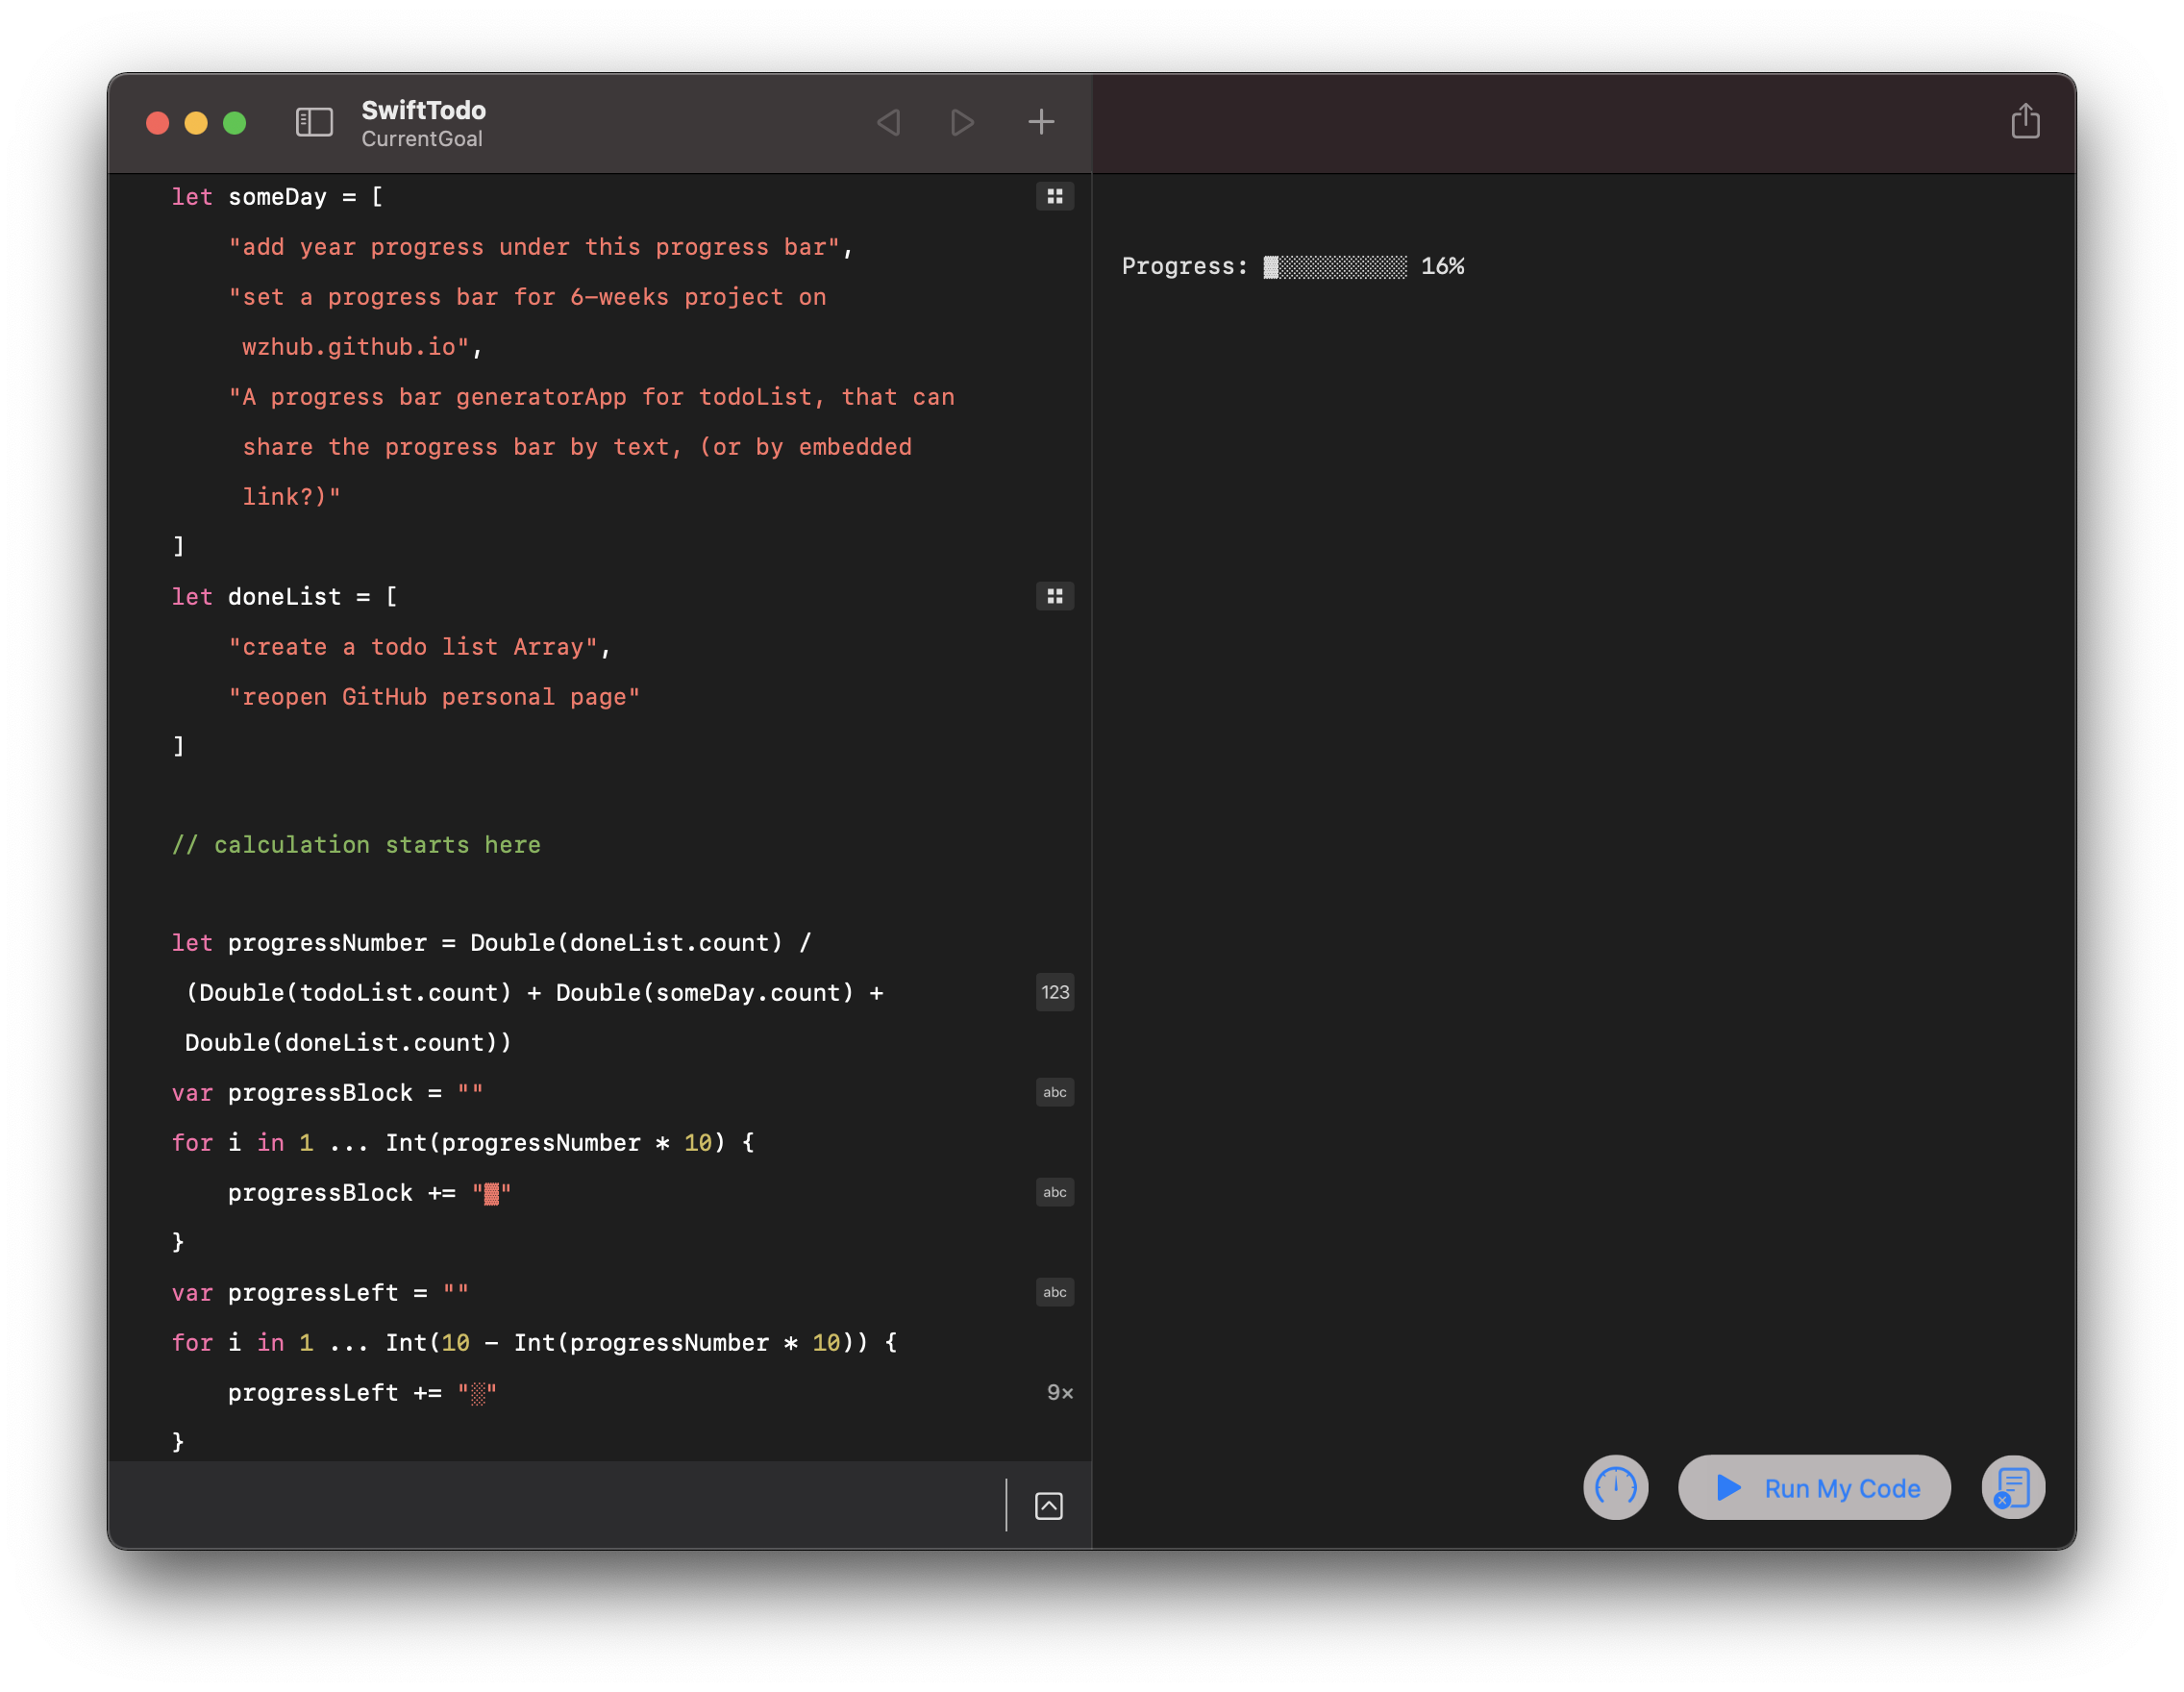 SwiftTodo
CurrentGoal
let someDay = [
"add year progress under this progress bar",
"set a progress bar for 6-weeks project on
wzhub.github.io",
"A progress bar generatorApp for todoList, that can
share the progress bar by text, (or by embedded
link?)"
]
let doneList = [
"create a todo list Array",
"reopen GitHub personal page"
]
// calculation starts here
let progressNumber = Double(doneList.count) /
(Double(todoList.count) + Double(someDay.count) +
123
Double(doneList.count))
var progressBlock = ""
abc
for i in 1 ... Int(progressNumber * 10) {
progressBlock += "▓"
abc
}
var progressLeft = ""
abc
for i in 1 ... Int(10 - Int(progressNumber * 10)) {
progressLeft += "░"
9×
}
Progress: ▓░░░░░░░░░ 16%
Run My Code